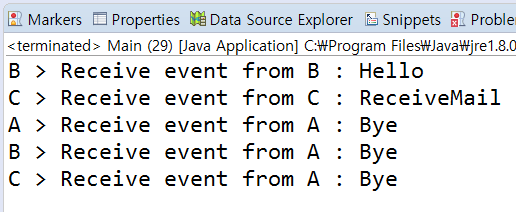 Markers Properties Data Source Explorer Snippets Proble
<terminated> Main (29) [Java Application] C:₩Program Files₩Java₩jre1.8.0
B > Receive event from B : Hello
C > Receive event from C : ReceiveMail
A > Receive event from A : Bye
B > Receive event from A : Bye
C > Receive event from A : Bye